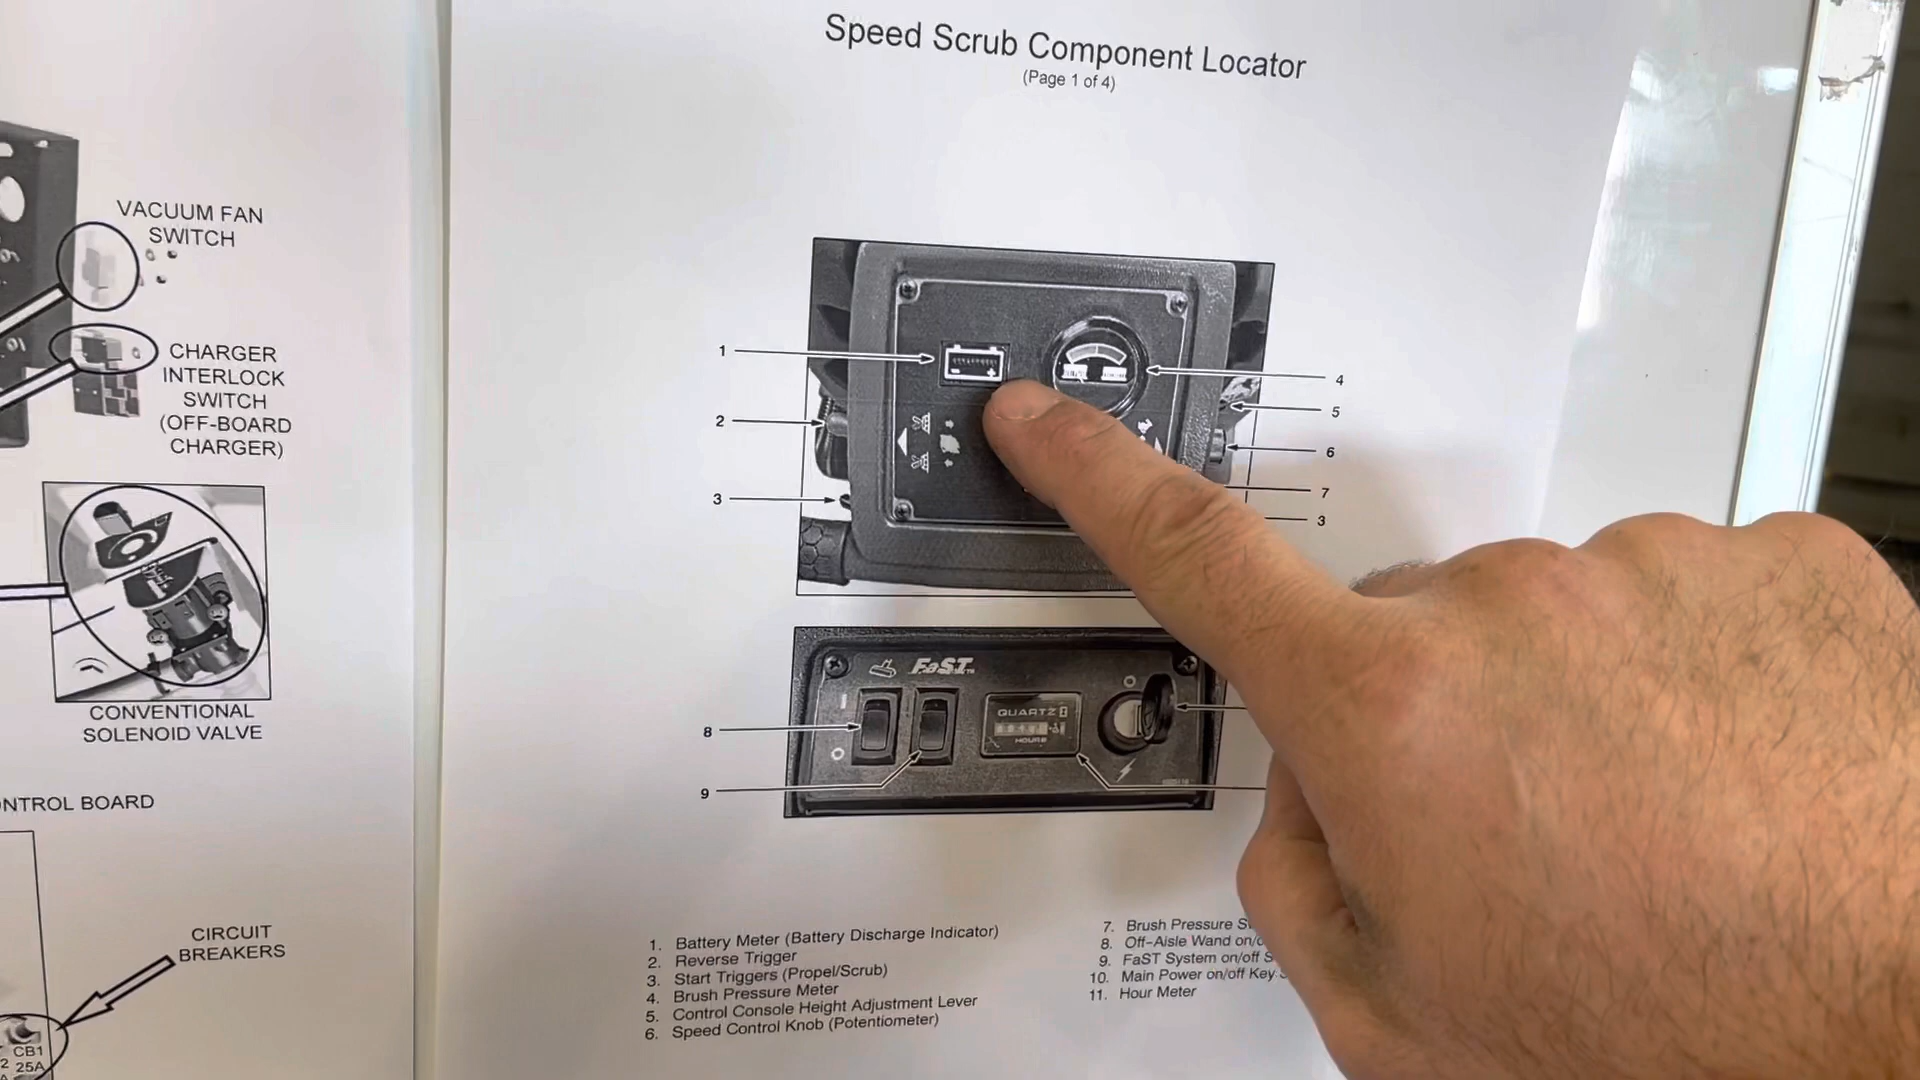 Speed Scrub Component Locator
(Page 1 of 4)
VACUUM FAN
SWITCH
CHARGER
INTERLOCK
SWITCH
(OFF-BOARD
CHARGER)
CONVENTIONAL
SOLENOID VALVE
NTROL BOARD
CIRCUIT
BREAKERS
CB1
2 25A
1
2
3
4
5
6
7
3
FaST
QUARTZ
HOURS
8
9
1. Battery Meter (Battery Discharge Indicator)
2. Reverse Trigger
3. Start Triggers (Propel/Scrub)
4. Brush Pressure Meter
5. Control Console Height Adjustment Lever
6. Speed Control Knob (Potentiometer)
7. Brush Pressure Sw
8. Off-Aisle Wand on/o
9. FaST System on/off S
10. Main Power on/off Key S
11. Hour Meter